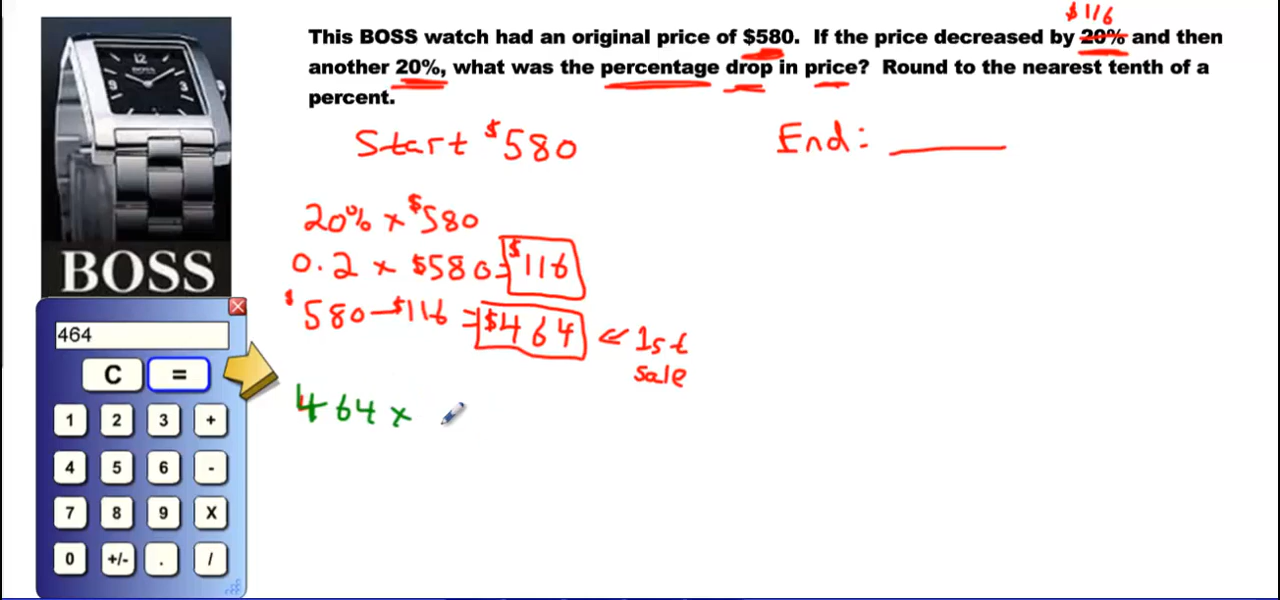 $116
This BOSS watch had an original price of $580. If the price decreased by 20% and then
another 20%, what was the percentage drop in price? Round to the nearest tenth of a
percent.
Start $580
End:
20% x $580
0.2 x $580 = $116
$580 - $116 = $464 << 1st
sale
464 x
12
BOSS
9
3
BOSS
464
C =
1 2 3 +
4 5 6 -
7 8 9 X
0 +/- . /